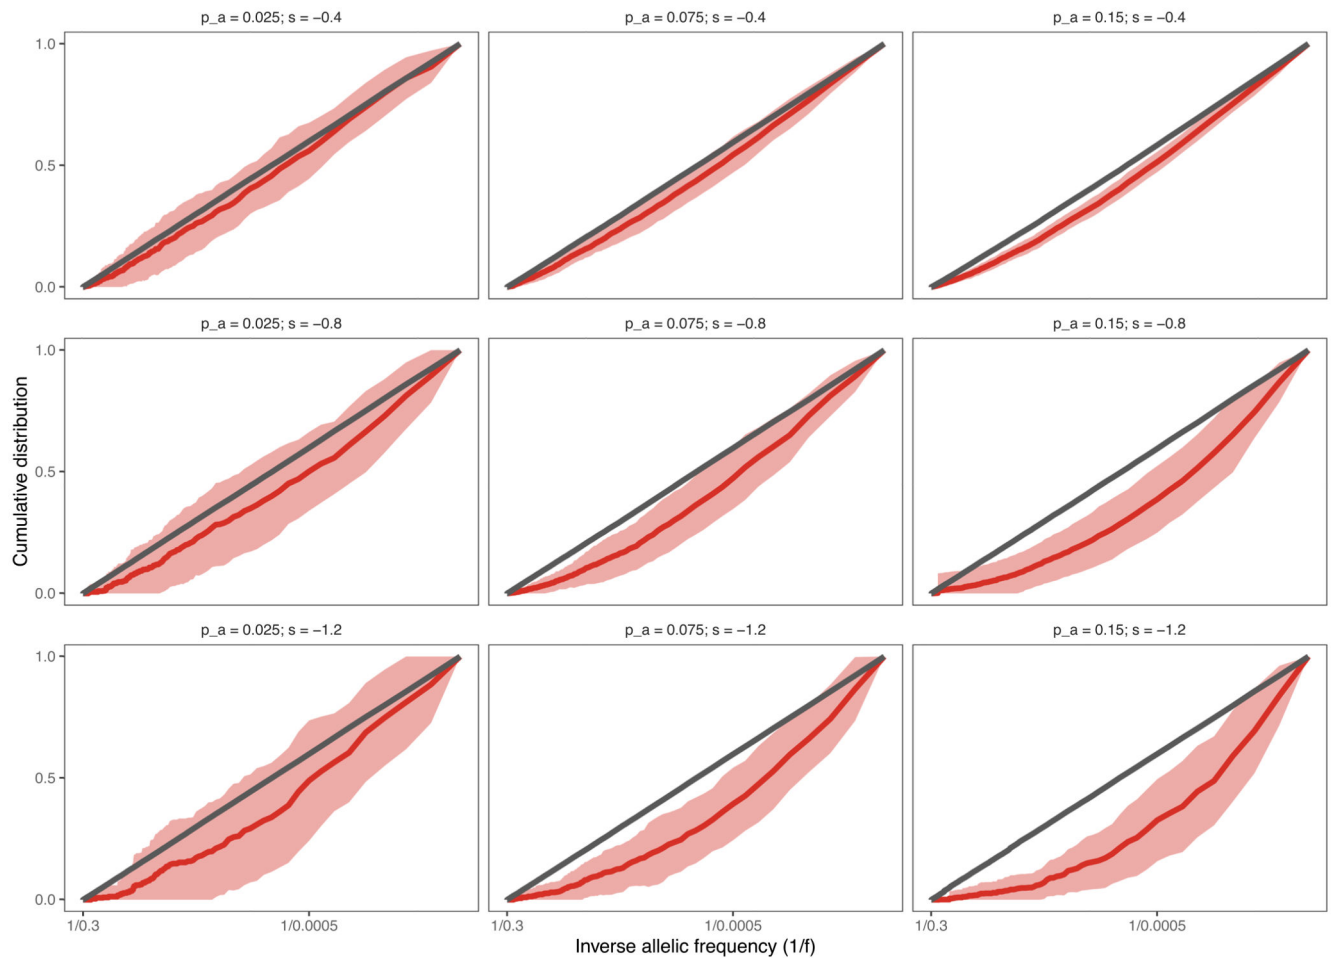 p_a = 0.025; s = −0.4
p_a = 0.075; s = −0.4
p_a = 0.15; s = −0.4
1.0
0.5
0.0
p_a = 0.025; s = −0.8
p_a = 0.075; s = −0.8
p_a = 0.15; s = −0.8
1.0
0.5
0.0
Cumulative distribution
p_a = 0.025; s = −1.2
p_a = 0.075; s = −1.2
p_a = 0.15; s = −1.2
1.0
0.5
0.0
1/0.3
1/0.0005
1/0.3
1/0.0005
1/0.3
1/0.0005
Inverse allelic frequency (1/f)